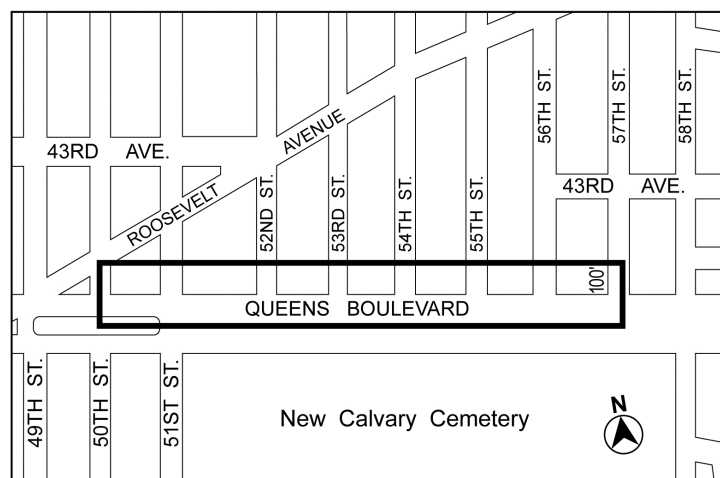 56TH ST.
57TH ST.
58TH ST.
43RD AVE.
ROOSEVELT AVENUE
43RD AVE.
52ND ST.
53RD ST.
54TH ST.
55TH ST.
100'
QUEENS BOULEVARD
49TH ST.
50TH ST.
51ST ST.
New Calvary Cemetery
N